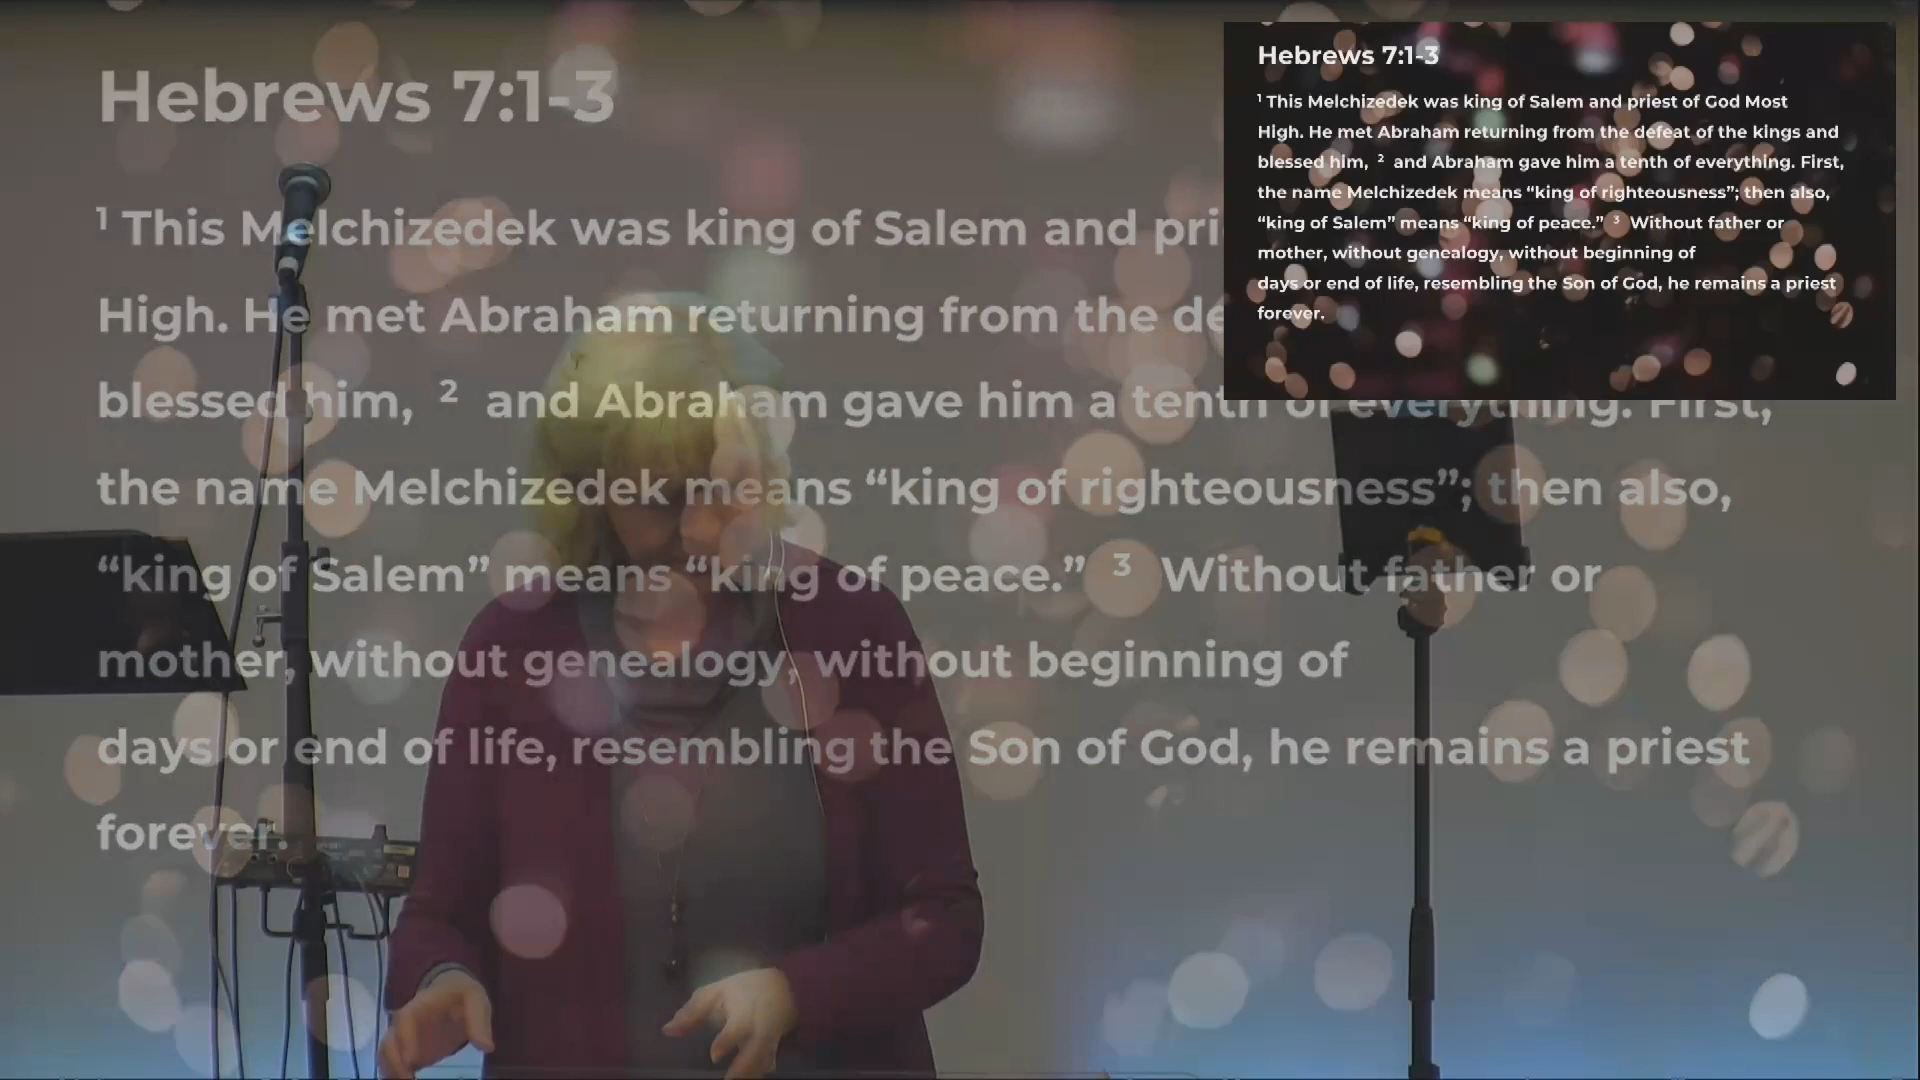 Hebrews 7:1-3
¹ This Melchizedek was king of Salem and pri
High. He met Abraham returning from the de
blessed him, ² and Abraham gave him a tenth of everything. First,
the name Melchizedek means “king of righteousness”; then also,
“king of Salem” means “king of peace.” ³ Without father or
mother, without genealogy, without beginning of
days or end of life, resembling the Son of God, he remains a priest
forever.
Hebrews 7:1-3
¹ This Melchizedek was king of Salem and priest of God Most
High. He met Abraham returning from the defeat of the kings and
blessed him, ² and Abraham gave him a tenth of everything. First,
the name Melchizedek means “king of righteousness”; then also,
“king of Salem” means “king of peace.” ³ Without father or
mother, without genealogy, without beginning of
days or end of life, resembling the Son of God, he remains a priest
forever.